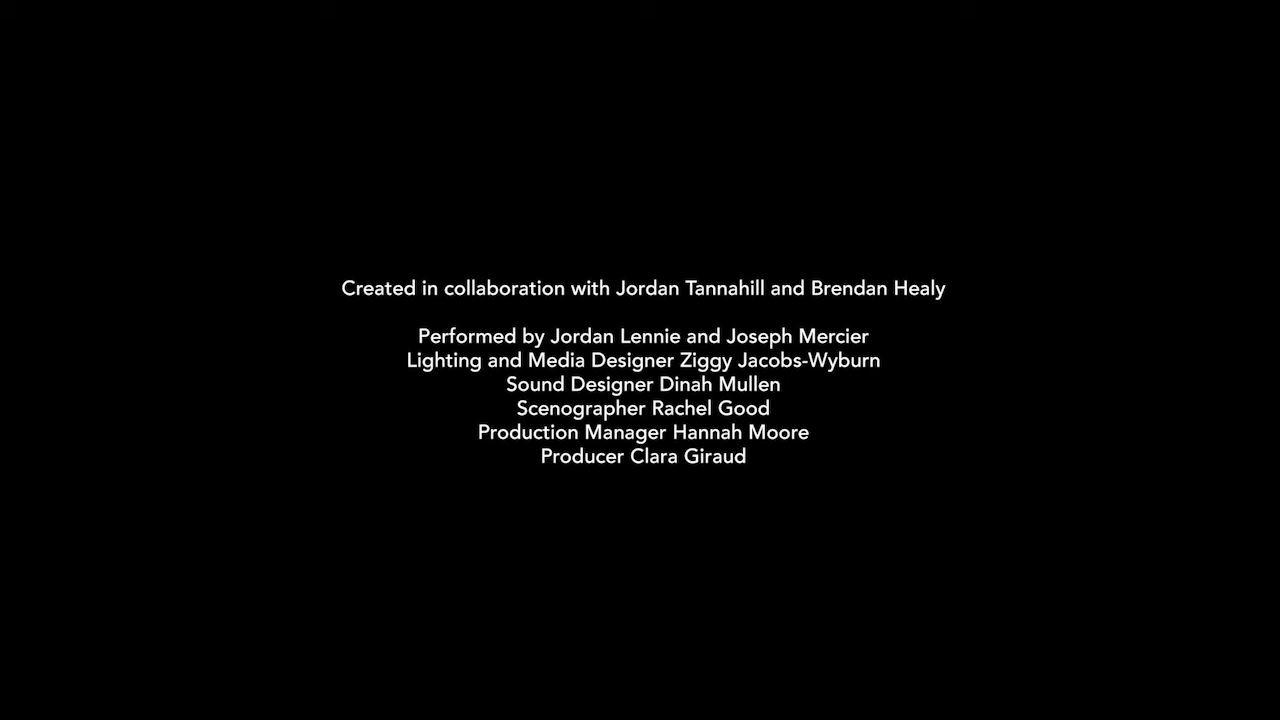 Created in collaboration with Jordan Tannahill and Brendan Healy
Performed by Jordan Lennie and Joseph Mercier
Lighting and Media Designer Ziggy Jacobs-Wyburn
Sound Designer Dinah Mullen
Scenographer Rachel Good
Production Manager Hannah Moore
Producer Clara Giraud